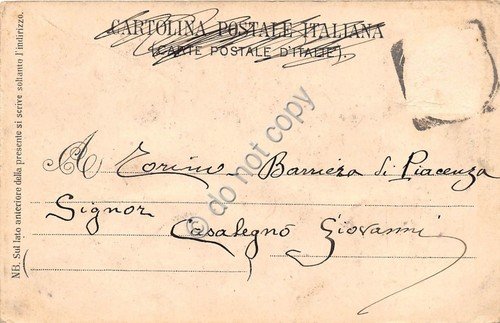 CARTOLINA POSTALE ITALIANA
(CARTE POSTALE D'ITALIE).
NB. Sul lato anteriore della presente si scrive soltanto l'indirizzo.
A Torino Barriera di Piacenza
Signor
Casalegnò Giovanni
do not copy